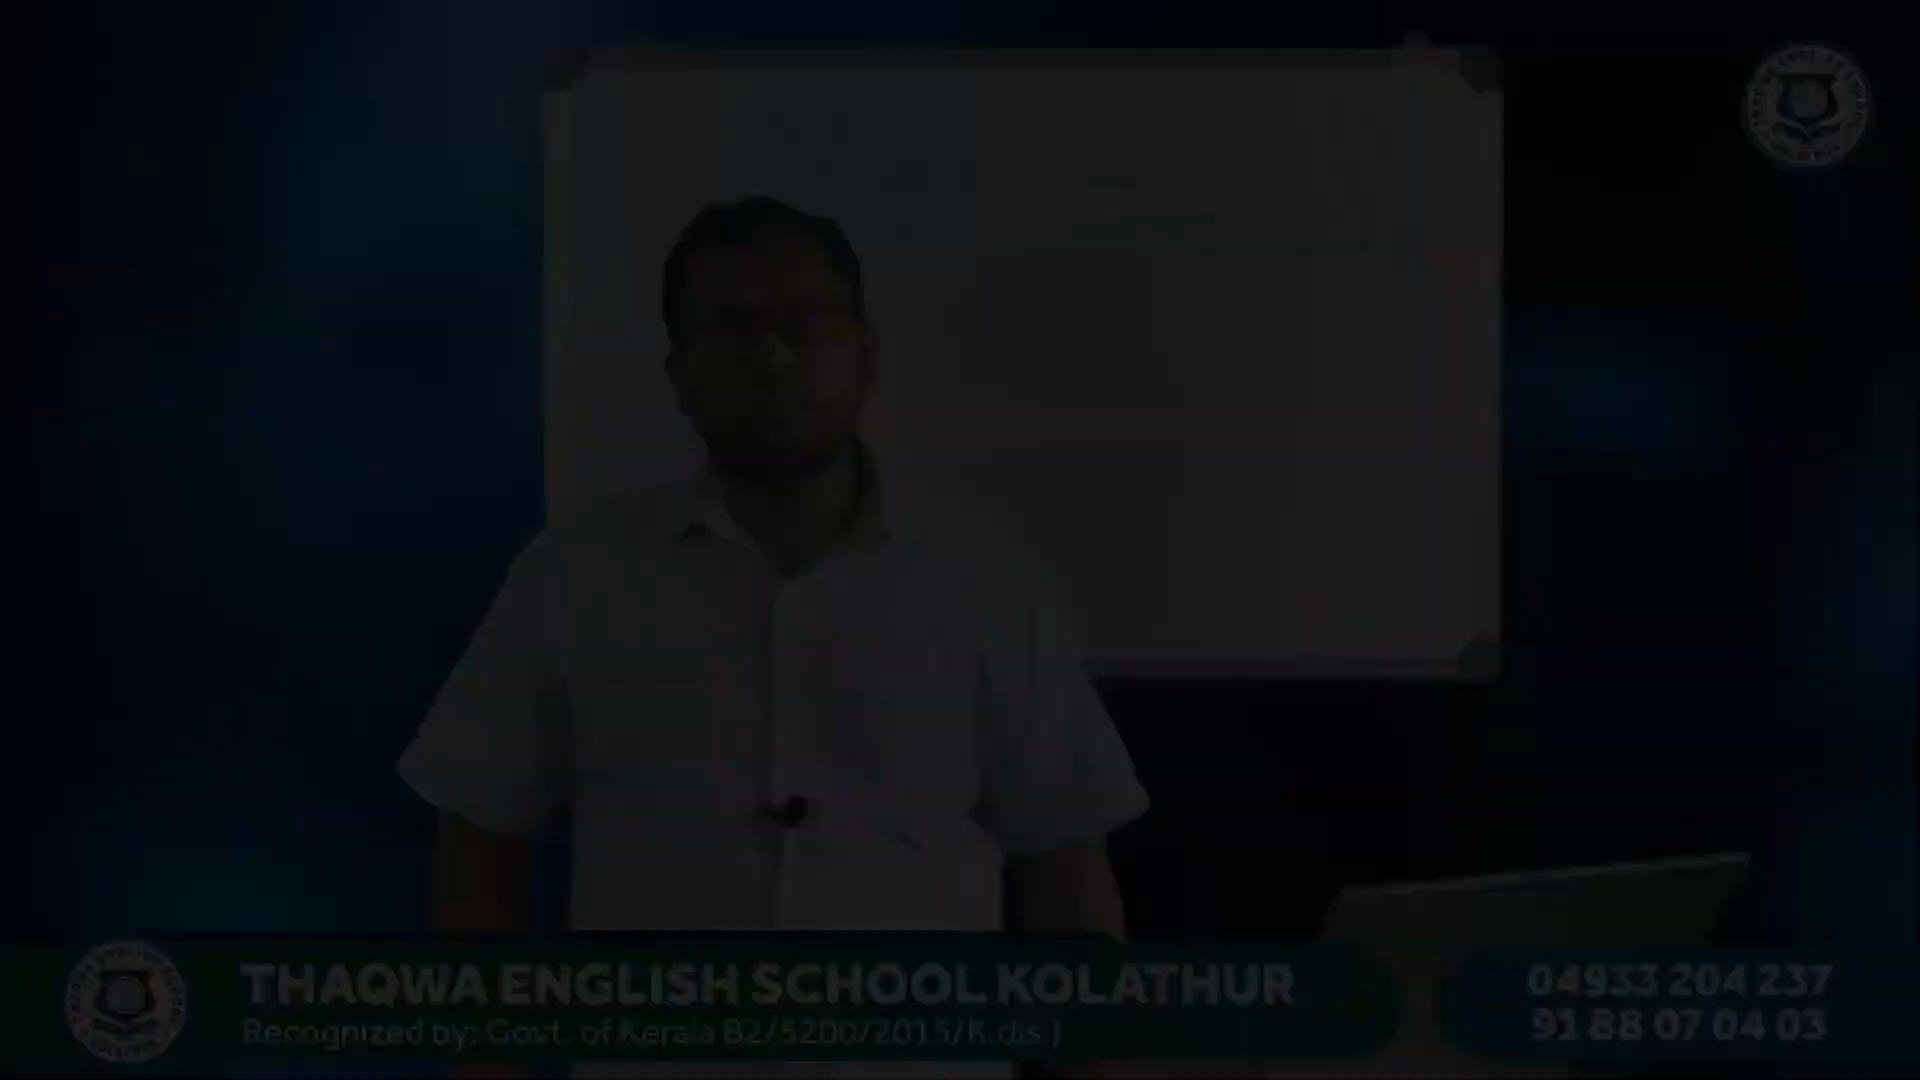 THAQWA ENGLISH SCHOOL KOLATHUR
Recognized by: Govt. of Kerala B2/5200/2015/K.dis )
04933 204 237
91 88 07 04 03